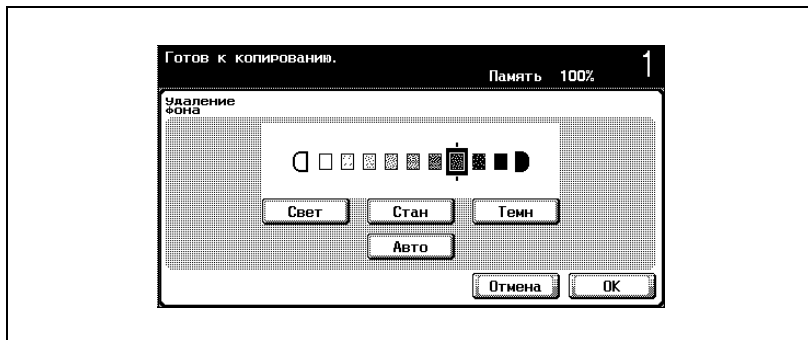 Готов к копированию.
Память 100% 1
Удаление
фона
Свет Стан Темн
Авто
Отмена OK